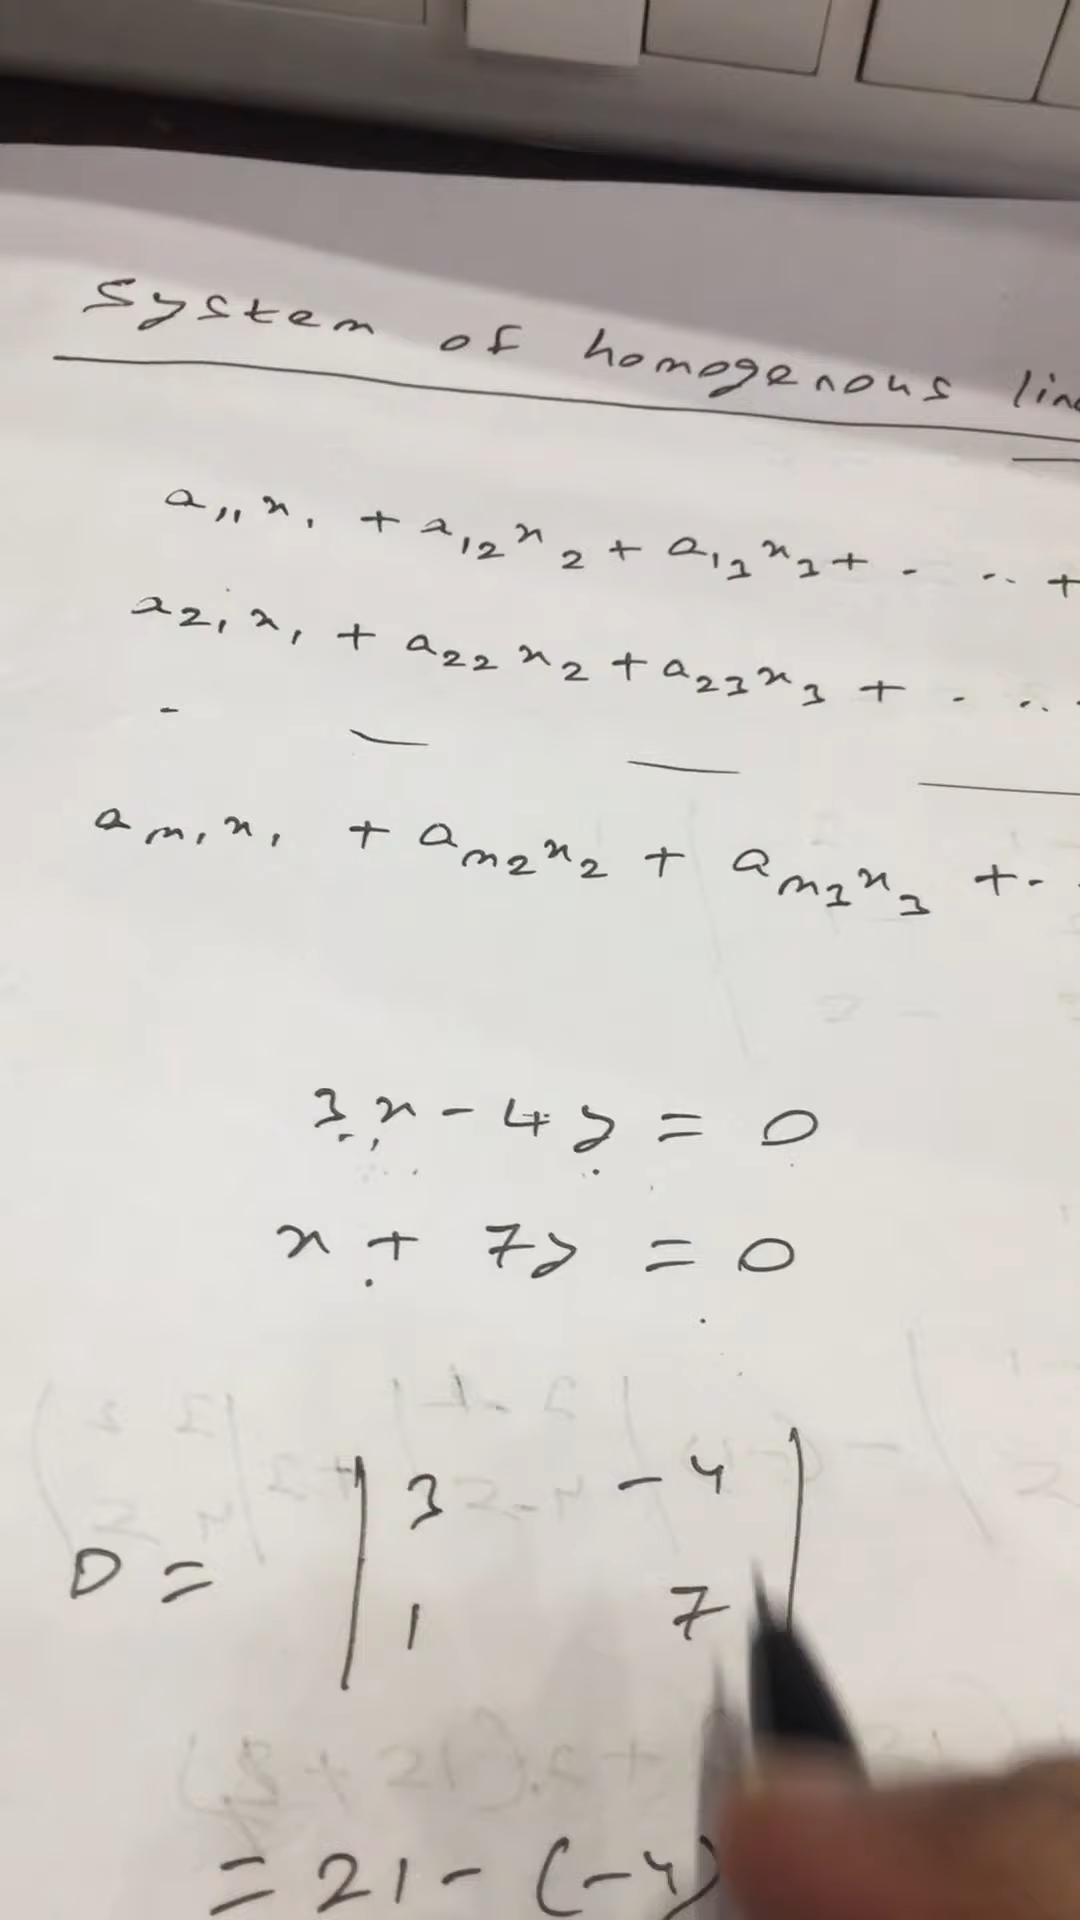 System of homogenous
a₁₁x₁ + a₁₂x₂ + a₁₃x₃ + . .. +
a₂₁x₁ + a₂₂x₂ + a₂₃x₃ + . ..
aₘ₁x₁ + aₘ₂x₂ + aₘ₃x₃ + .
3x - 4y = 0
x + 7y = 0
D = | 3 -4 |
| 1 7 |
= 21 - (-4)